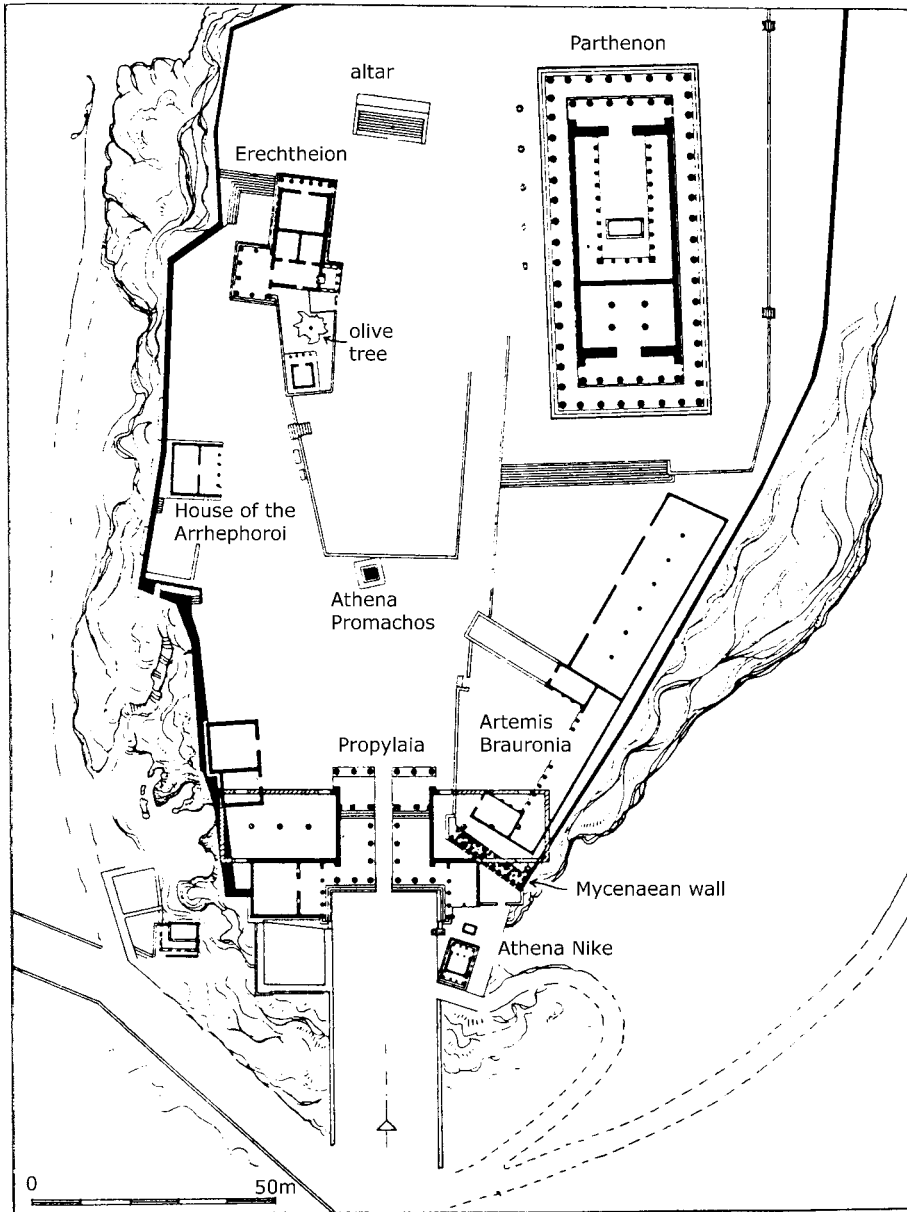 Parthenon
altar
Erechtheion
olive
tree
House of the
Arrhephoroi
Athena
Promachos
Artemis
Brauronia
Propylaia
Mycenaean wall
Athena Nike
0
50m